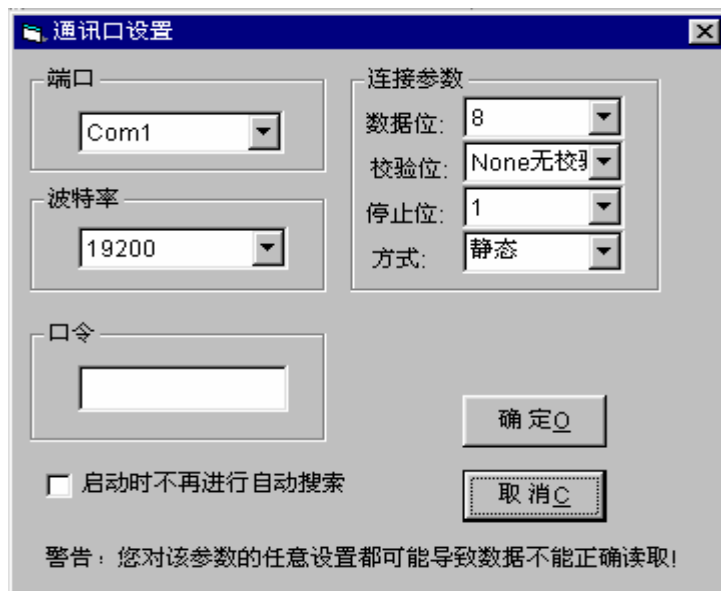 通讯口设置
端口
Com1
波特率
19200
口令
连接参数
数据位: 8
校验位: None无校
停止位: 1
方式: 静态
确 定O
取 消C
启动时不再进行自动搜索
警告：您对该参数的任意设置都可能导致数据不能正确读取!